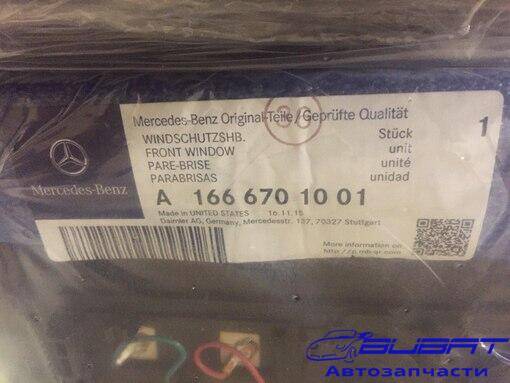 Mercedes-Benz Original-Teile/Geprüfte Qualität
WINDSCHUTZSHB. Stück 1
FRONT WINDOW unit
PARE-BRISE unité
PARABRISAS unidad
Mercedes-Benz
A 166 670 10 01
Made in UNITED STATES 16.11.15
Daimler AG, Germany, Mercedesstr. 137, 70327 Stuttgart
More information on
http://q.mb-qr.com
Автозапчасти